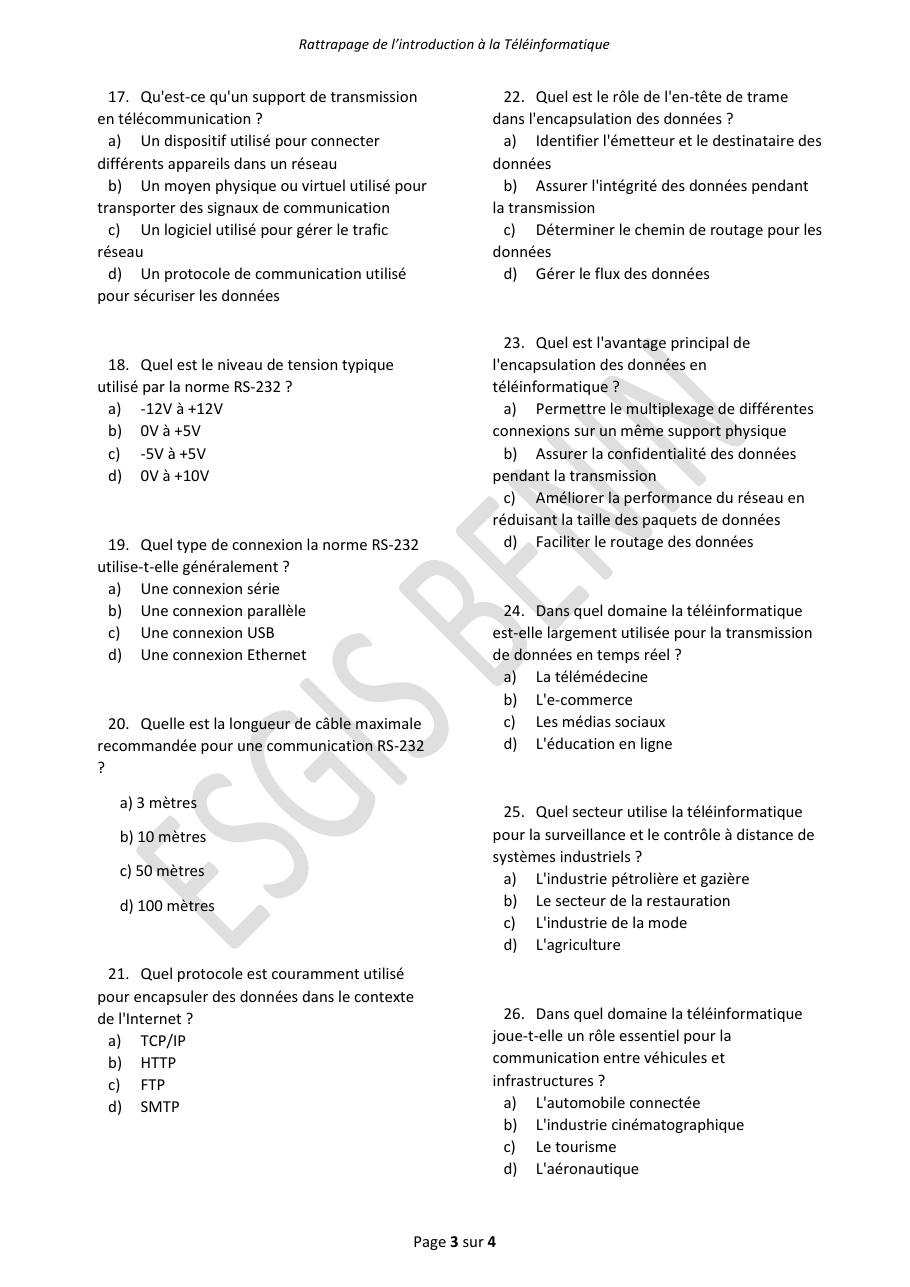 Rattrapage de l’introduction à la Téléinformatique
17. Qu'est-ce qu'un support de transmission
en télécommunication ?
a) Un dispositif utilisé pour connecter
différents appareils dans un réseau
b) Un moyen physique ou virtuel utilisé pour
transporter des signaux de communication
c) Un logiciel utilisé pour gérer le trafic
réseau
d) Un protocole de communication utilisé
pour sécuriser les données
18. Quel est le niveau de tension typique
utilisé par la norme RS-232 ?
a) -12V à +12V
b) 0V à +5V
c) -5V à +5V
d) 0V à +10V
19. Quel type de connexion la norme RS-232
utilise-t-elle généralement ?
a) Une connexion série
b) Une connexion parallèle
c) Une connexion USB
d) Une connexion Ethernet
20. Quelle est la longueur de câble maximale
recommandée pour une communication RS-232
?
a) 3 mètres
b) 10 mètres
c) 50 mètres
d) 100 mètres
21. Quel protocole est couramment utilisé
pour encapsuler des données dans le contexte
de l'Internet ?
a) TCP/IP
b) HTTP
c) FTP
d) SMTP
22. Quel est le rôle de l'en-tête de trame
dans l'encapsulation des données ?
a) Identifier l'émetteur et le destinataire des
données
b) Assurer l'intégrité des données pendant
la transmission
c) Déterminer le chemin de routage pour les
données
d) Gérer le flux des données
23. Quel est l'avantage principal de
l'encapsulation des données en
téléinformatique ?
a) Permettre le multiplexage de différentes
connexions sur un même support physique
b) Assurer la confidentialité des données
pendant la transmission
c) Améliorer la performance du réseau en
réduisant la taille des paquets de données
d) Faciliter le routage des données
24. Dans quel domaine la téléinformatique
est-elle largement utilisée pour la transmission
de données en temps réel ?
a) La télémédecine
b) L'e-commerce
c) Les médias sociaux
d) L'éducation en ligne
25. Quel secteur utilise la téléinformatique
pour la surveillance et le contrôle à distance de
systèmes industriels ?
a) L'industrie pétrolière et gazière
b) Le secteur de la restauration
c) L'industrie de la mode
d) L'agriculture
26. Dans quel domaine la téléinformatique
joue-t-elle un rôle essentiel pour la
communication entre véhicules et
infrastructures ?
a) L'automobile connectée
b) L'industrie cinématographique
c) Le tourisme
d) L'aéronautique
ESGIS BENIN
Page 3 sur 4